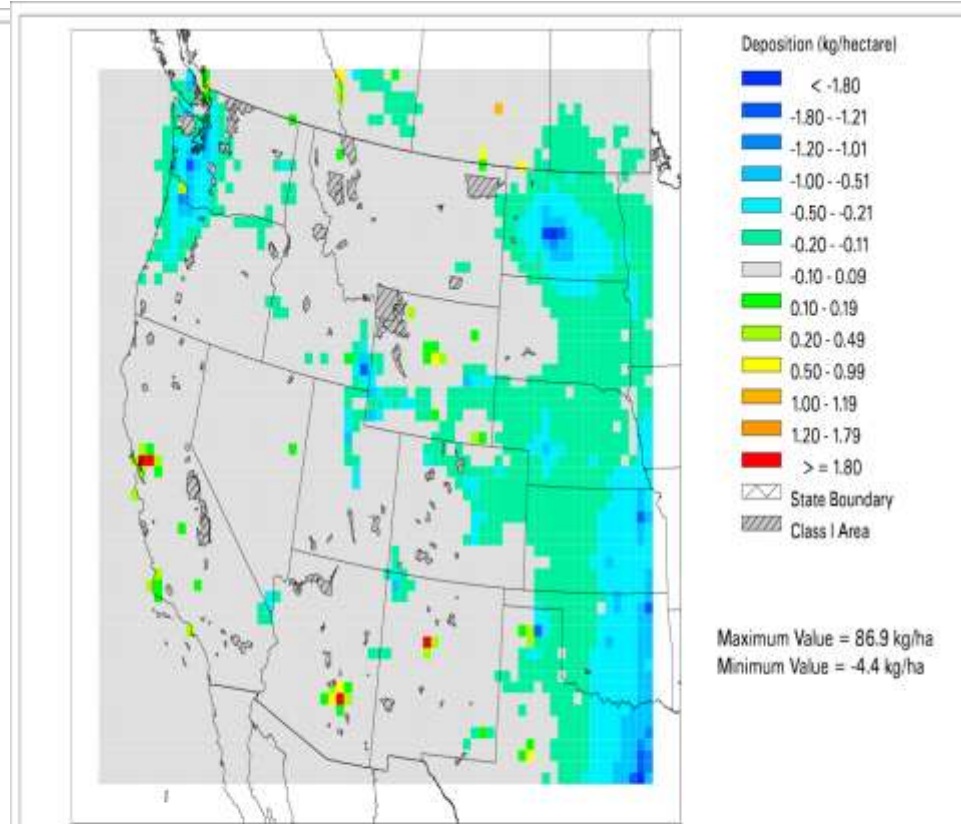 Deposition (kg/hectare)
< -1.80
-1.80 - -1.21
-1.20 - -1.01
-1.00 - -0.51
-0.50 - -0.21
-0.20 - -0.11
-0.10 - 0.09
0.10 - 0.19
0.20 - 0.49
0.50 - 0.99
1.00 - 1.19
1.20 - 1.79
> = 1.80
State Boundary
Class I Area
Maximum Value = 86.9 kg/ha
Minimum Value = -4.4 kg/ha